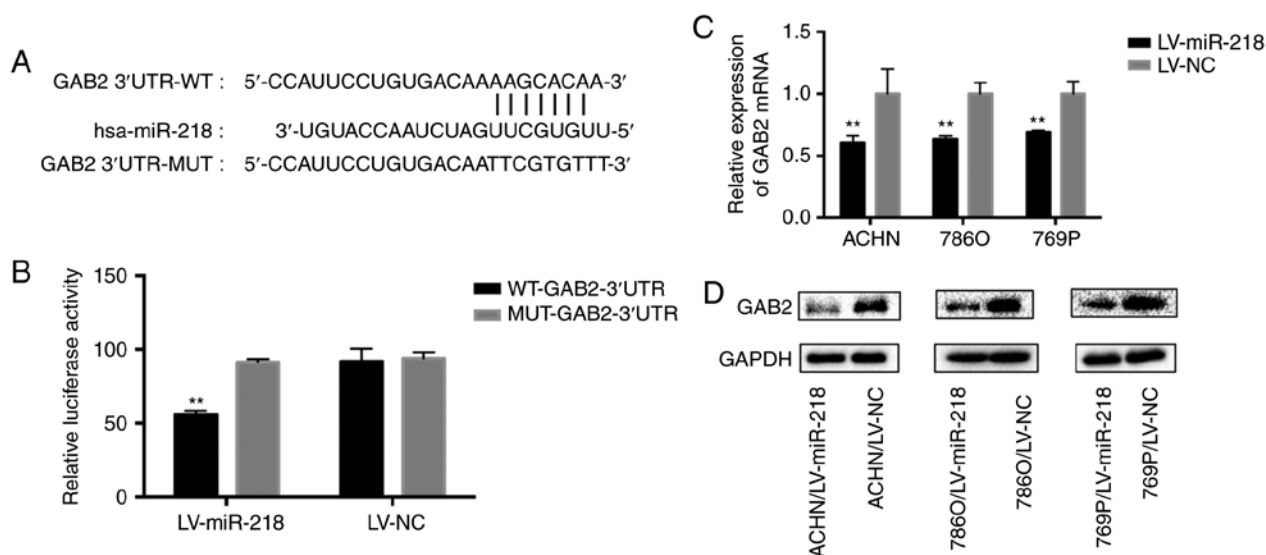 A
GAB2 3′UTR-WT : 5′-CCAUUCCUGUGACAAAAGCACAA-3′
hsa-miR-218 : 3′-UGUACCAAUCUAGUUCGUGUU-5′
GAB2 3′UTR-MUT : 5′-CCAUUCCUGUGACAATTCGTGTTT-3′
B
Relative luciferase activity
150
100
50
0
**
LV-miR-218
LV-NC
WT-GAB2-3′UTR
MUT-GAB2-3′UTR
C
Relative expression
of GAB2 mRNA
1.5
1.0
0.5
0.0
**
**
**
ACHN
786O
769P
LV-miR-218
LV-NC
D
GAB2
GAPDH
ACHN/LV-miR-218
ACHN/LV-NC
786O/LV-miR-218
786O/LV-NC
769P/LV-miR-218
769P/LV-NC